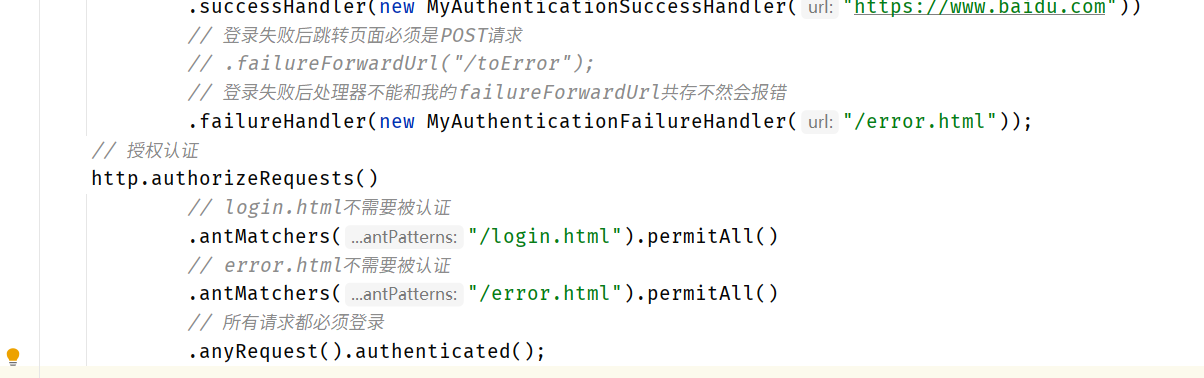 .successHandler(new MyAuthenticationSuccessHandler( url: "https://www.baidu.com"))
// 登录失败后跳转页面必须是POST请求
// .failureForwardUrl("/toError");
// 登录失败后处理器不能和我的failureForwardUrl共存不然会报错
.failureHandler(new MyAuthenticationFailureHandler( url: "/error.html"));
// 授权认证
http.authorizeRequests()
// login.html不需要被认证
.antMatchers( ...antPatterns: "/login.html").permitAll()
// error.html不需要被认证
.antMatchers( ...antPatterns: "/error.html").permitAll()
// 所有请求都必须登录
.anyRequest().authenticated();